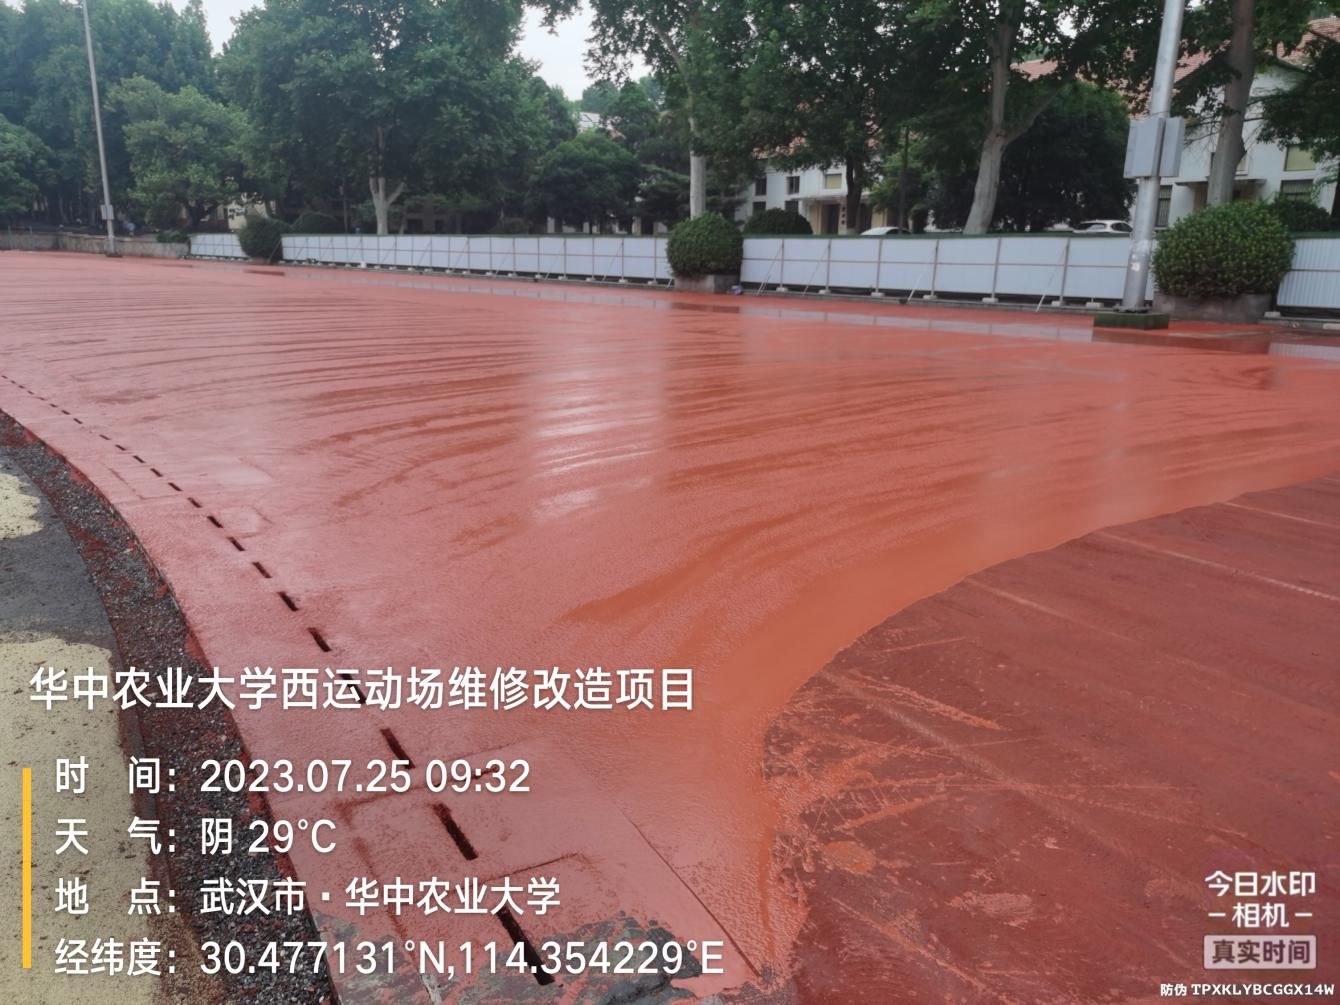 华中农业大学西运动场维修改造项目
时 间：2023.07.25 09:32
天 气：阴 29°C
地 点：武汉市·华中农业大学
经纬度：30.477131°N,114.354229°E
今日水印
-相机-
真实时间
防伪 TPXKLYBCGGX14W